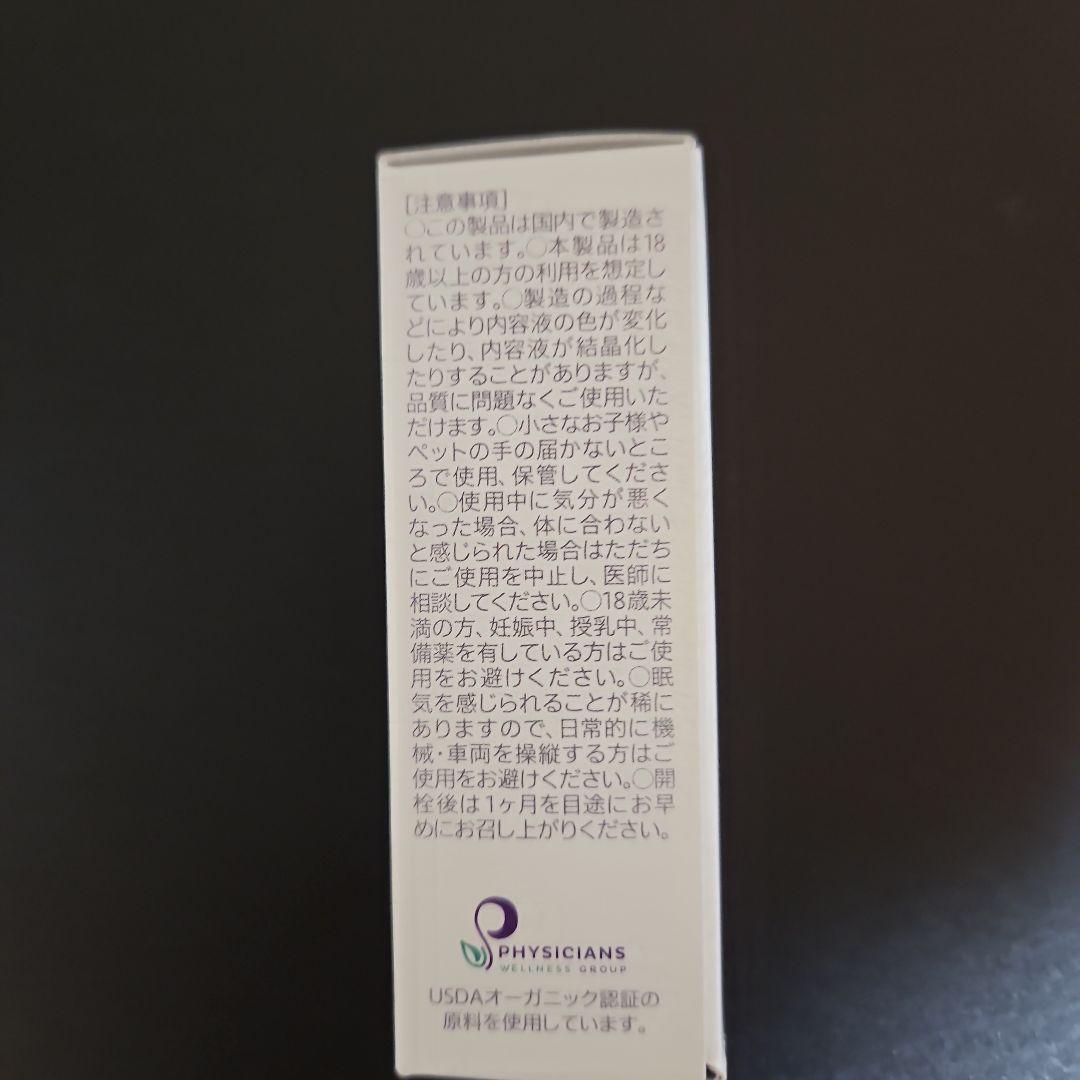 [注意事項]
○この製品は国内で製造さ
れています。○本製品は18
歳以上の方の利用を想定し
ています。○製造の過程な
どにより内容液の色が変化
したり、内容液が結晶化し
たりすることがありますが、
品質に問題なくご使用いた
だけます。○小さなお子様や
ペットの手の届かないとこ
ろで使用、保管してくださ
い。○使用中に気分が悪く
なった場合、体に合わない
と感じられた場合はただち
にご使用を中止し、医師に
相談してください。○18歳未
満の方、妊娠中、授乳中、常
備薬を有している方はご使
用をお避けください。○眠
気を感じられることが稀に
ありますので、日常的に機
械・車両を操縦する方はご
使用をお避けください。○開
栓後は1ヶ月を目途にお早
めにお召し上がりください。
PHYSICIANS
WELLNESS GROUP
USDAオーガニック認証の
原料を使用しています。